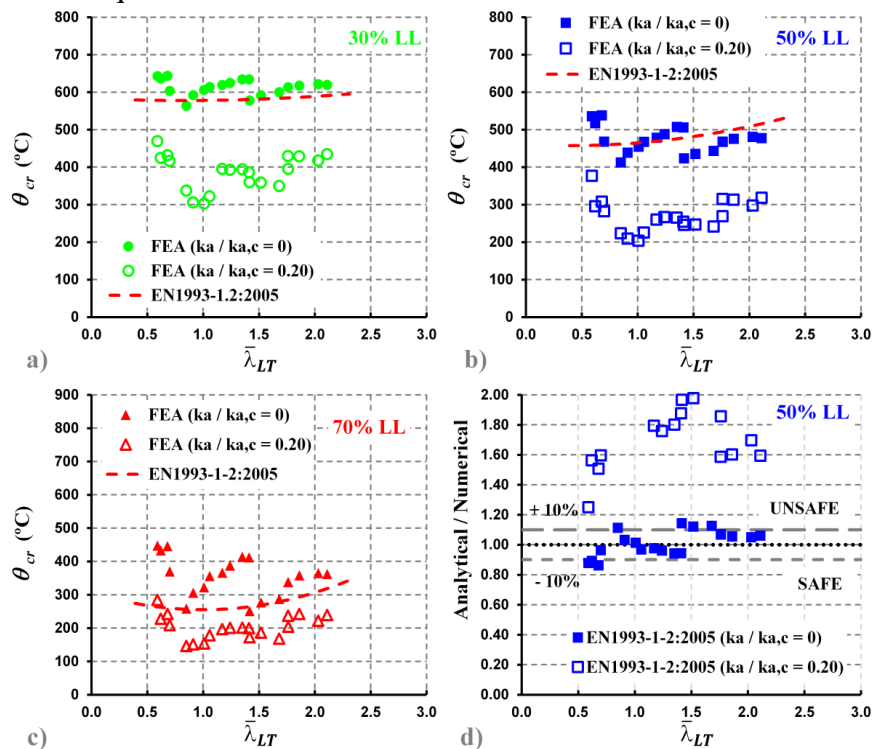 800
700
600
500
400
300
200
100
0
θcr (ºC)
30% LL
FEA (ka / ka,c = 0)
FEA (ka / ka,c = 0.20)
EN1993-1.2:2005
0.0 0.5 1.0 1.5 2.0 2.5 3.0
a)
λ̅LT
800
700
600
500
400
300
200
100
0
θcr (ºC)
FEA (ka / ka,c = 0)
FEA (ka / ka,c = 0.20)
EN1993-1-2:2005
50% LL
0.0 0.5 1.0 1.5 2.0 2.5 3.0
b)
λ̅LT
900
800
700
600
500
400
300
200
100
0
θcr (ºC)
FEA (ka / ka,c = 0)
FEA (ka / ka,c = 0.20)
EN1993-1-2:2005
70% LL
0.0 0.5 1.0 1.5 2.0 2.5 3.0
c)
λ̅LT
2.00
1.80
1.60
1.40
1.20
1.00
0.80
0.60
0.40
0.20
0.00
Analytical / Numerical
50% LL
+ 10%
UNSAFE
- 10%
SAFE
EN1993-1-2:2005 (ka / ka,c = 0)
EN1993-1-2:2005 (ka / ka,c = 0.20)
0.0 0.5 1.0 1.5 2.0 2.5 3.0
d)
λ̅LT